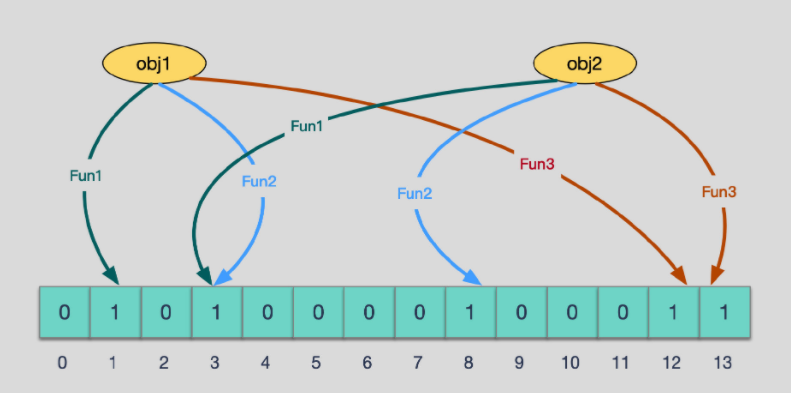 obj1 obj2
Fun1
Fun1 Fun2 Fun3
Fun2 Fun3
0 1 0 1 0 0 0 0 1 0 0 0 1 1
0 1 2 3 4 5 6 7 8 9 10 11 12 13